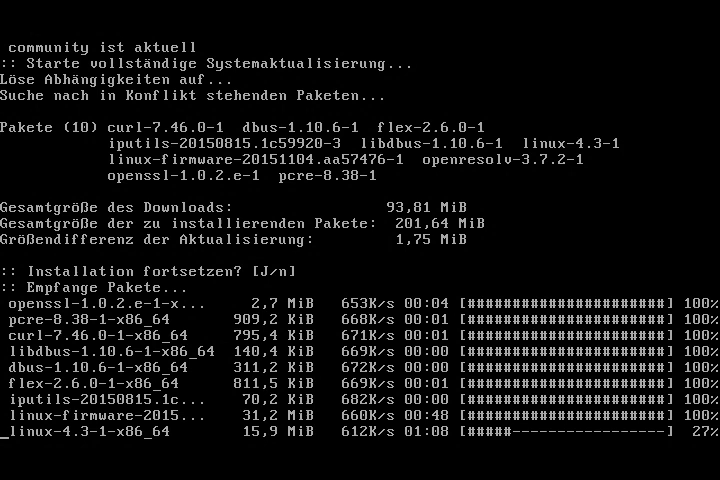 community ist aktuell
:: Starte vollständige Systemaktualisierung...
Löse Abhängigkeiten auf...
Suche nach in Konflikt stehenden Paketen...
Pakete (10) curl-7.46.0-1  dbus-1.10.6-1  flex-2.6.0-1
iputils-20150815.1c59920-3  libdbus-1.10.6-1  linux-4.3-1
linux-firmware-20151104.aa57476-1  openresolv-3.7.2-1
openssl-1.0.2.e-1  pcre-8.38-1
Gesamtgröße des Downloads: 93,81 MiB
Gesamtgröße der zu installierenden Pakete: 201,64 MiB
Größendifferenz der Aktualisierung: 1,75 MiB
:: Installation fortsetzen? [J/n]
:: Empfange Pakete...
openssl-1.0.2.e-1-x... 2,7 MiB 653K/s 00:04 [######################] 100%
pcre-8.38-1-x86_64 909,2 KiB 668K/s 00:01 [######################] 100%
curl-7.46.0-1-x86_64 795,4 KiB 671K/s 00:01 [######################] 100%
libdbus-1.10.6-1-x86_64 140,4 KiB 669K/s 00:00 [######################] 100%
dbus-1.10.6-1-x86_64 311,2 KiB 672K/s 00:00 [######################] 100%
flex-2.6.0-1-x86_64 811,5 KiB 669K/s 00:01 [######################] 100%
iputils-20150815.1c... 70,2 KiB 682K/s 00:00 [######################] 100%
linux-firmware-2015... 31,2 MiB 660K/s 00:48 [######################] 100%
_linux-4.3-1-x86_64 15,9 MiB 612K/s 01:08 [#####-----------------] 27%